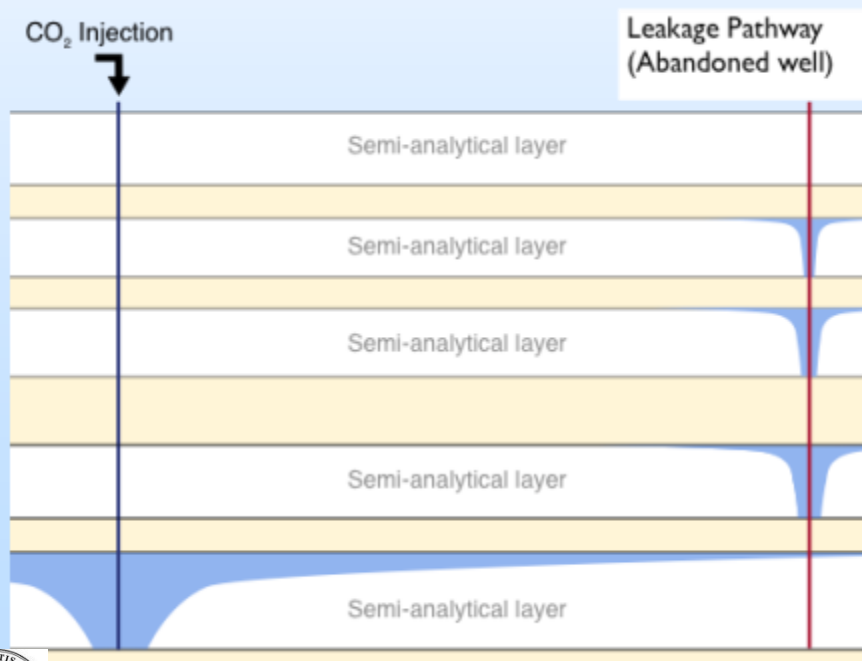 CO₂ Injection
Leakage Pathway
(Abandoned well)
Semi-analytical layer
Semi-analytical layer
Semi-analytical layer
Semi-analytical layer
Semi-analytical layer